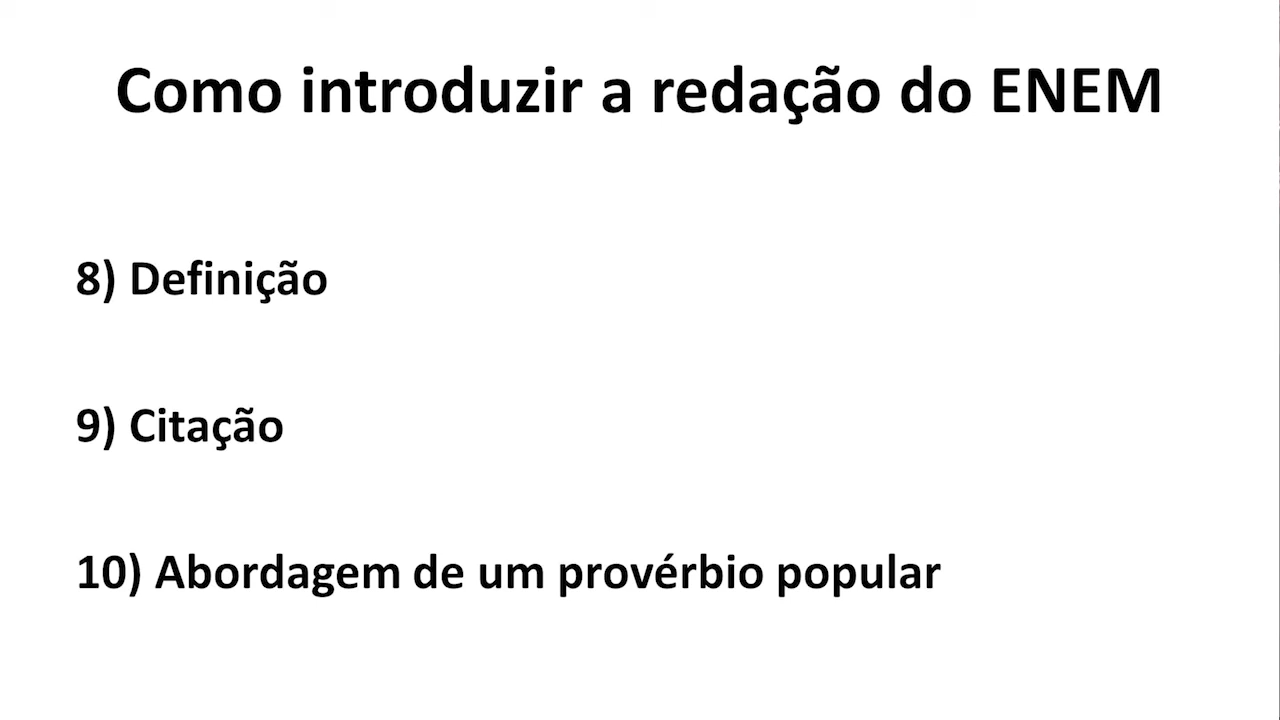 Como introduzir a redação do ENEM
8) Definição
9) Citação
10) Abordagem de um provérbio popular